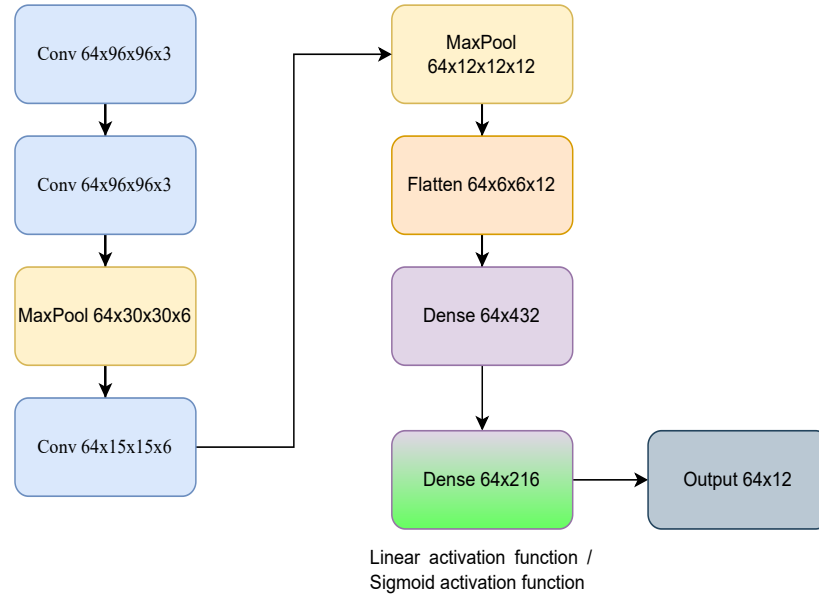 Conv 64x96x96x3
Conv 64x96x96x3
MaxPool 64x30x30x6
Conv 64x15x15x6
MaxPool
64x12x12x12
Flatten 64x6x6x12
Dense 64x432
Dense 64x216
Linear activation function /
Sigmoid activation function
Output 64x12